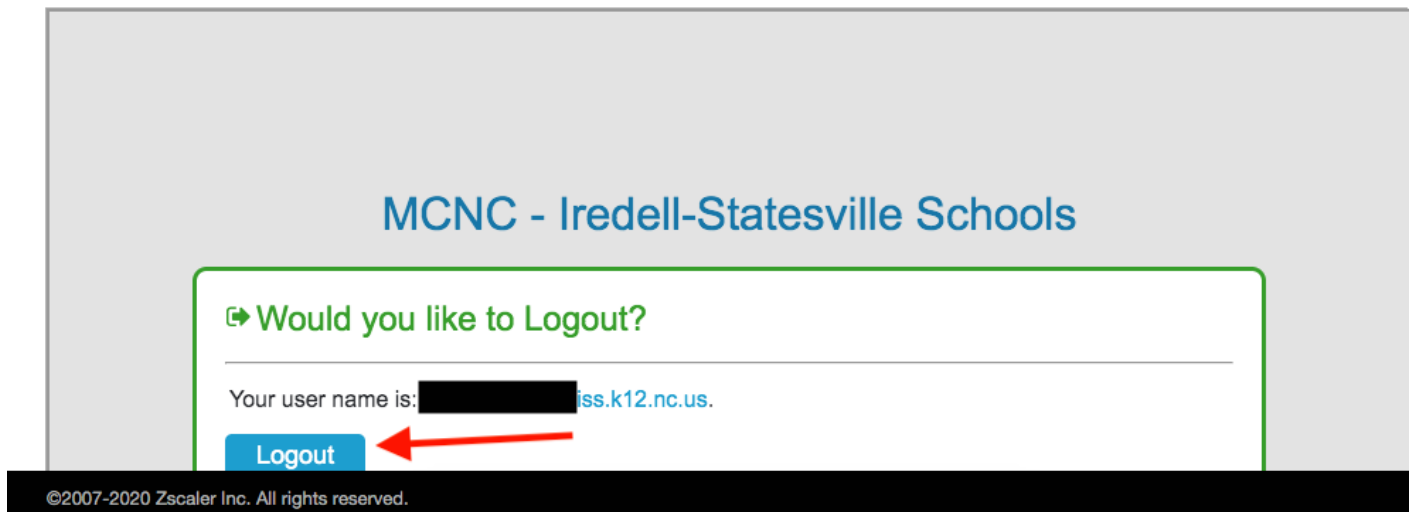 MCNC - Iredell-Statesville Schools
Would you like to Logout?
Your user name is: iss.k12.nc.us.
Logout
©2007-2020 Zscaler Inc. All rights reserved.